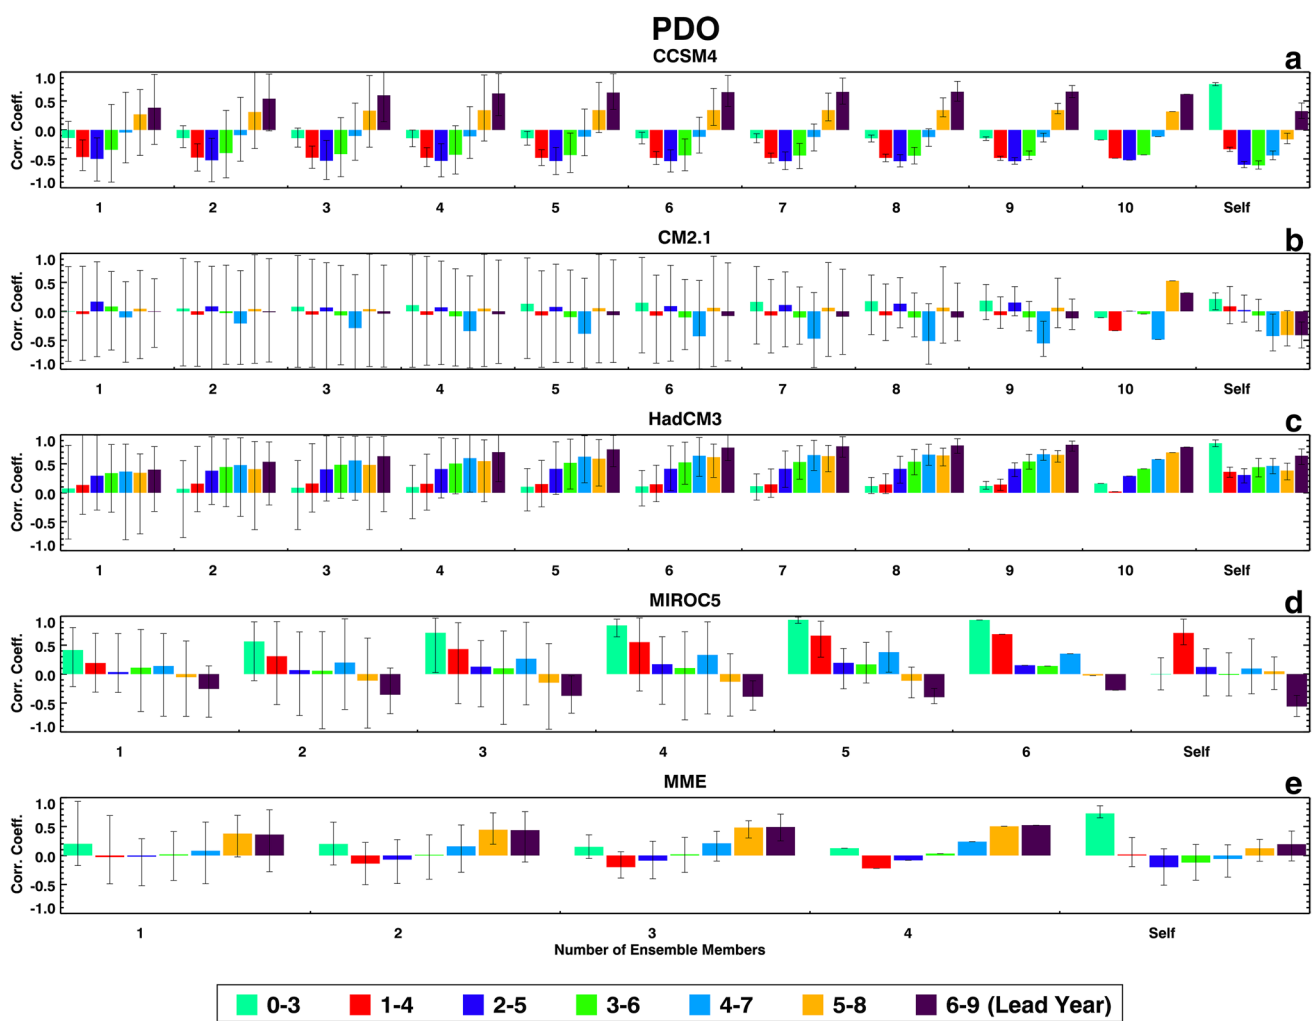 PDO
CCSM4
a
Corr. Coeff.
1.0
0.5
0.0
-0.5
-1.0
1 2 3 4 5 6 7 8 9 10 Self
CM2.1
b
Corr. Coeff.
1.0
0.5
0.0
-0.5
-1.0
1 2 3 4 5 6 7 8 9 10 Self
HadCM3
c
Corr. Coeff.
1.0
0.5
0.0
-0.5
-1.0
1 2 3 4 5 6 7 8 9 10 Self
MIROC5
d
Corr. Coeff.
1.0
0.5
0.0
-0.5
-1.0
1 2 3 4 5 6 Self
MME
e
Corr. Coeff.
1.0
0.5
0.0
-0.5
-1.0
1 2 3 4 Self
Number of Ensemble Members
0-3 1-4 2-5 3-6 4-7 5-8 6-9 (Lead Year)